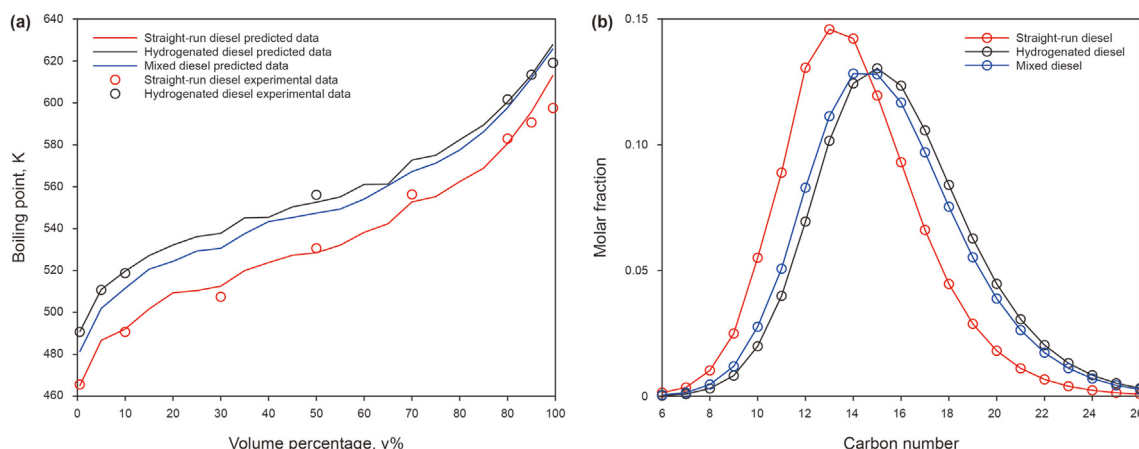 (a)
Straight-run diesel predicted data
Hydrogenated diesel predicted data
Mixed diesel predicted data
Straight-run diesel experimental data
Hydrogenated diesel experimental data
640
620
600
580
560
540
520
500
480
460
Boiling point, K
0 10 20 30 40 50 60 70 80 90 100
Volume percentage, v%
(b)
Straight-run diesel
Hydrogenated diesel
Mixed diesel
0.15
0.10
0.05
0
Molar fraction
6 8 10 12 14 16 18 20 22 24 26
Carbon number